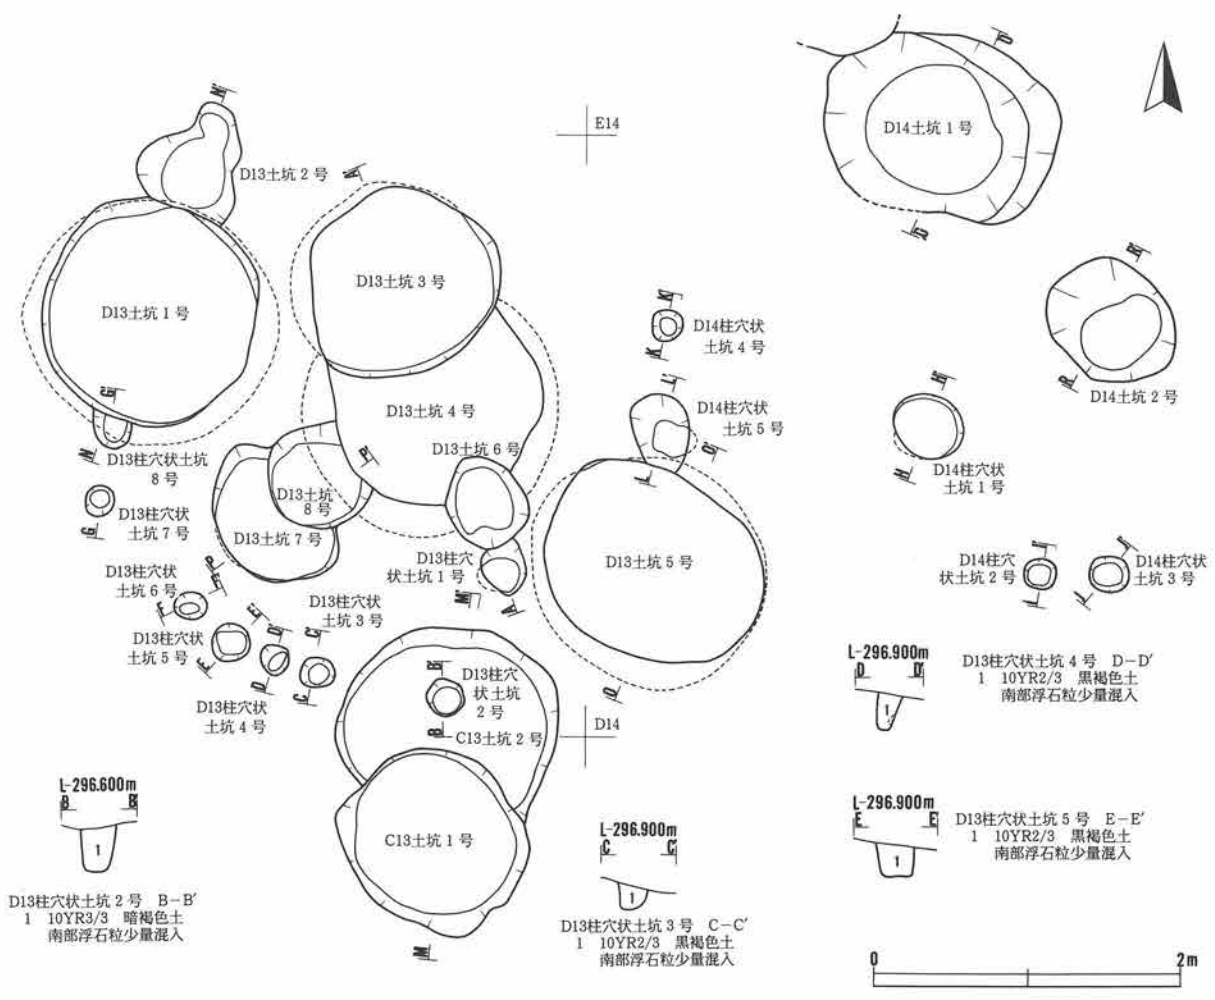 E14
D14土坑 1 号
D13土坑 2 号
D13土坑 3 号
D13土坑 1 号
D14柱穴状
土坑 4 号
D14土坑 2 号
D13土坑 4 号
D14柱穴状
土坑 5 号
D13土坑 6 号
D13柱穴状土坑
8 号
D14柱穴状
土坑 1 号
D13土坑
8 号
D13柱穴状
土坑 7 号
D13土坑 7 号
D13柱穴
状土坑 1 号
D13土坑 5 号
D14柱穴
状土坑 2 号
D14柱穴状
土坑 3 号
D13柱穴状
土坑 6 号
D13柱穴状
土坑 3 号
D13柱穴状
土坑 5 号
D13柱穴
状土坑
2 号
D13柱穴状
土坑 4 号
C13土坑 2 号
D14
C13土坑 1 号
L-296.900m
D D′
1
D13柱穴状土坑 4 号 D-D′
1 10YR2/3 黒褐色土
南部浮石粒少量混入
L-296.600m
B B′
1
D13柱穴状土坑 2 号 B-B′
1 10YR3/3 暗褐色土
南部浮石粒少量混入
L-296.900m
C C′
1
D13柱穴状土坑 3 号 C-C′
1 10YR2/3 黒褐色土
南部浮石粒少量混入
L-296.900m
E E′
1
D13柱穴状土坑 5 号 E-E′
1 10YR2/3 黒褐色土
南部浮石粒少量混入
0 2m